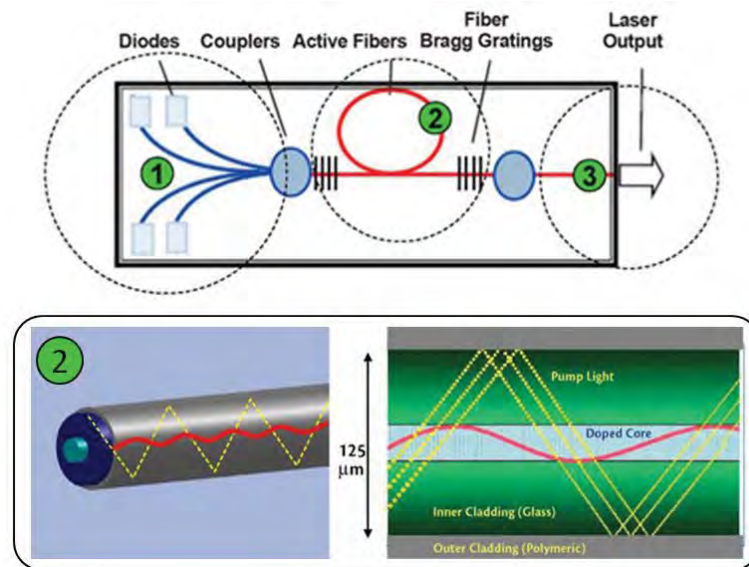 Diodes
Couplers
Active Fibers
Fiber
Bragg Gratings
Laser
Output
1
2
3
2
125
μm
Pump Light
Doped Core
Inner Cladding (Glass)
Outer Cladding (Polymeric)